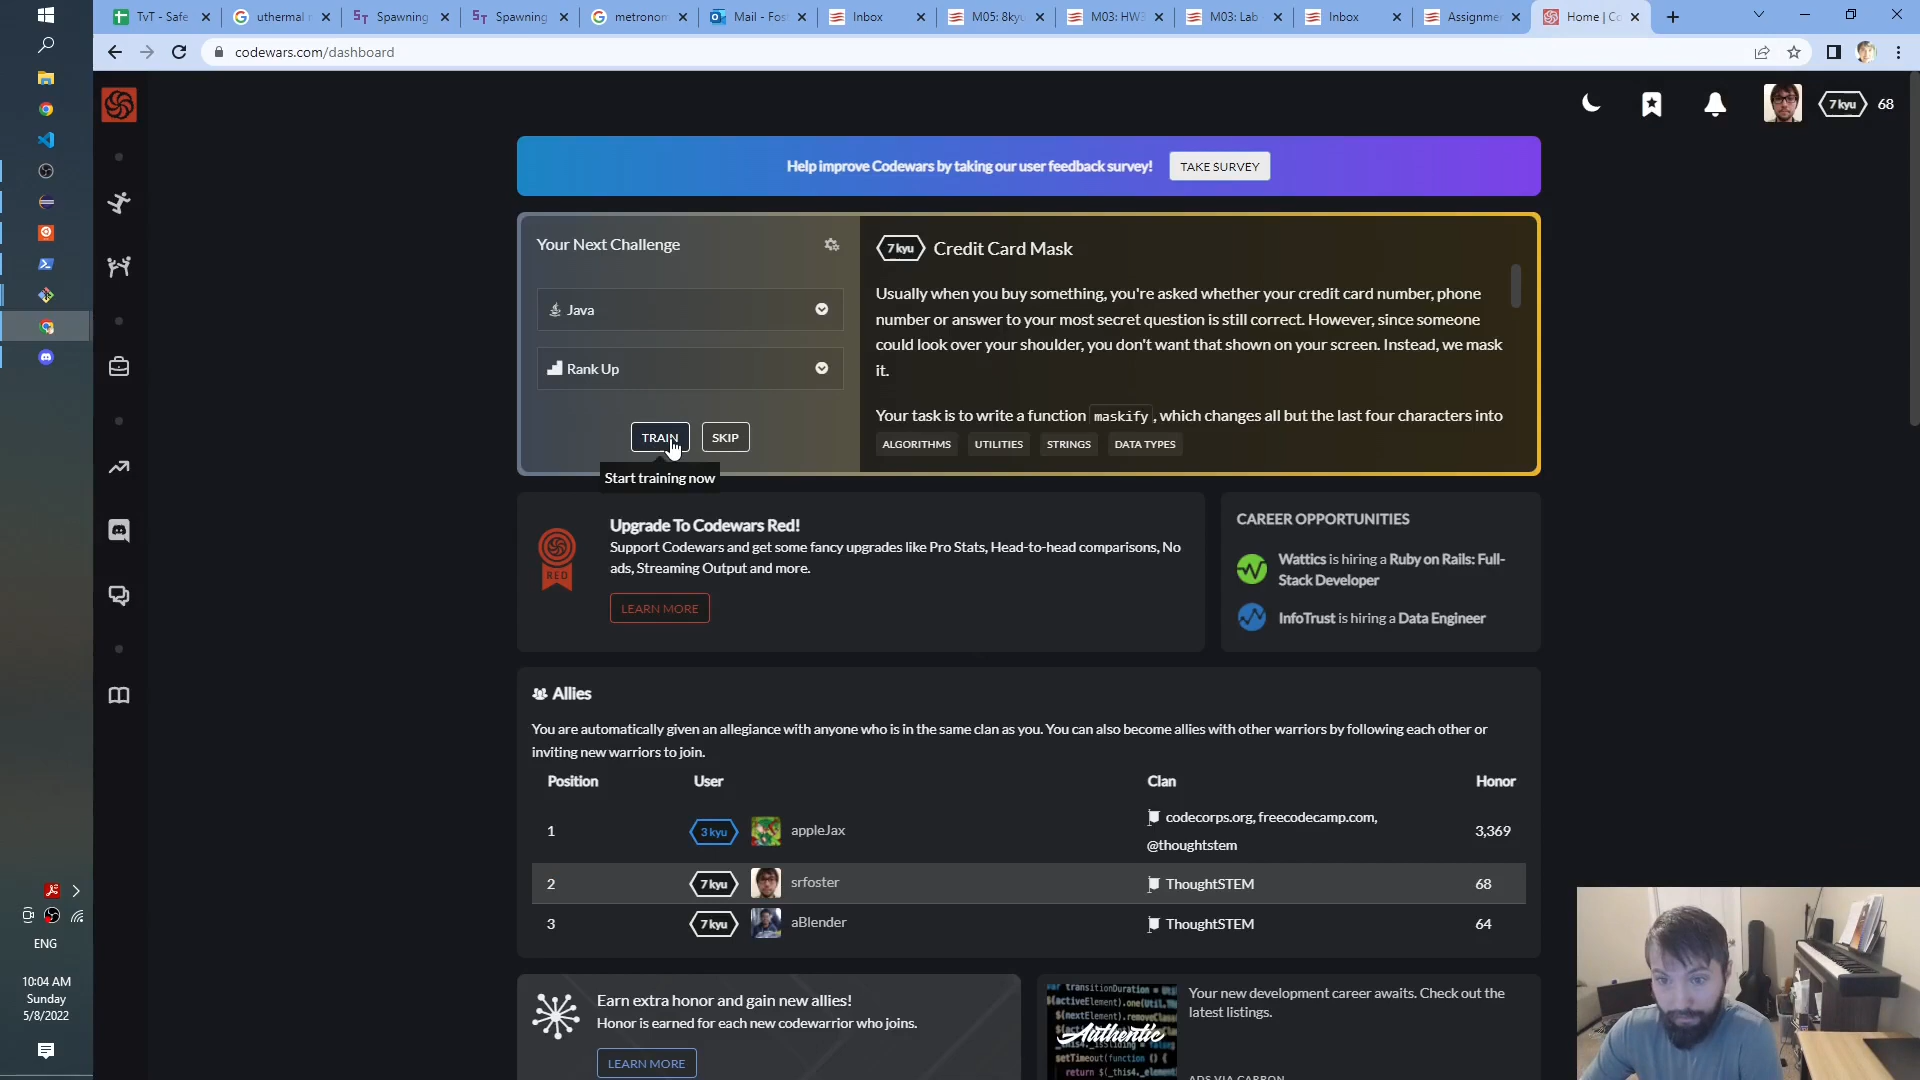 TvT - Safe
uthermal
Spawning
Spawning
metronom
Mail - Fos
Inbox
M05: 8kyu
M03: HW3
M03: Lab
Inbox
Assignmen
Home | Co
codewars.com/dashboard
7 kyu 68
Help improve Codewars by taking our user feedback survey! TAKE SURVEY
Your Next Challenge
Java
Rank Up
TRAIN SKIP
Start training now
7 kyu Credit Card Mask
Usually when you buy something, you're asked whether your credit card number, phone
number or answer to your most secret question is still correct. However, since someone
could look over your shoulder, you don't want that shown on your screen. Instead, we mask
it.
Your task is to write a function maskify, which changes all but the last four characters into
ALGORITHMS UTILITIES STRINGS DATA TYPES
RED
Upgrade To Codewars Red!
Support Codewars and get some fancy upgrades like Pro Stats, Head-to-head comparisons, No
ads, Streaming Output and more.
LEARN MORE
CAREER OPPORTUNITIES
Wattics is hiring a Ruby on Rails: Full-
Stack Developer
InfoTrust is hiring a Data Engineer
Allies
You are automatically given an allegiance with anyone who is in the same clan as you. You can also become allies with other warriors by following each other or
inviting new warriors to join.
Position User Clan Honor
1 3 kyu appleJax codecorps.org, freecodecamp.com,
@thoughtstem 3,369
2 7 kyu srfoster ThoughtSTEM 68
3 7 kyu aBlender ThoughtSTEM 64
Earn extra honor and gain new allies!
Honor is earned for each new codewarrior who joins.
LEARN MORE
Authentic
Your new development career awaits. Check out the
latest listings.
ADS VIA CARBON
ENG
10:04 AM
Sunday
5/8/2022